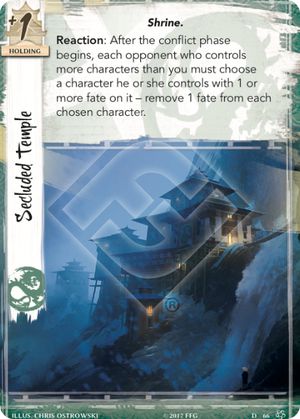 +1
HOLDING
Shrine.
Reaction: After the conflict phase
begins, each opponent who controls
more characters than you must choose
a character he or she controls with 1 or
more fate on it – remove 1 fate from each
chosen character.
Secluded Temple
®
ILLUS: CHRIS OSTROWSKI
©2017 FFG
D 66